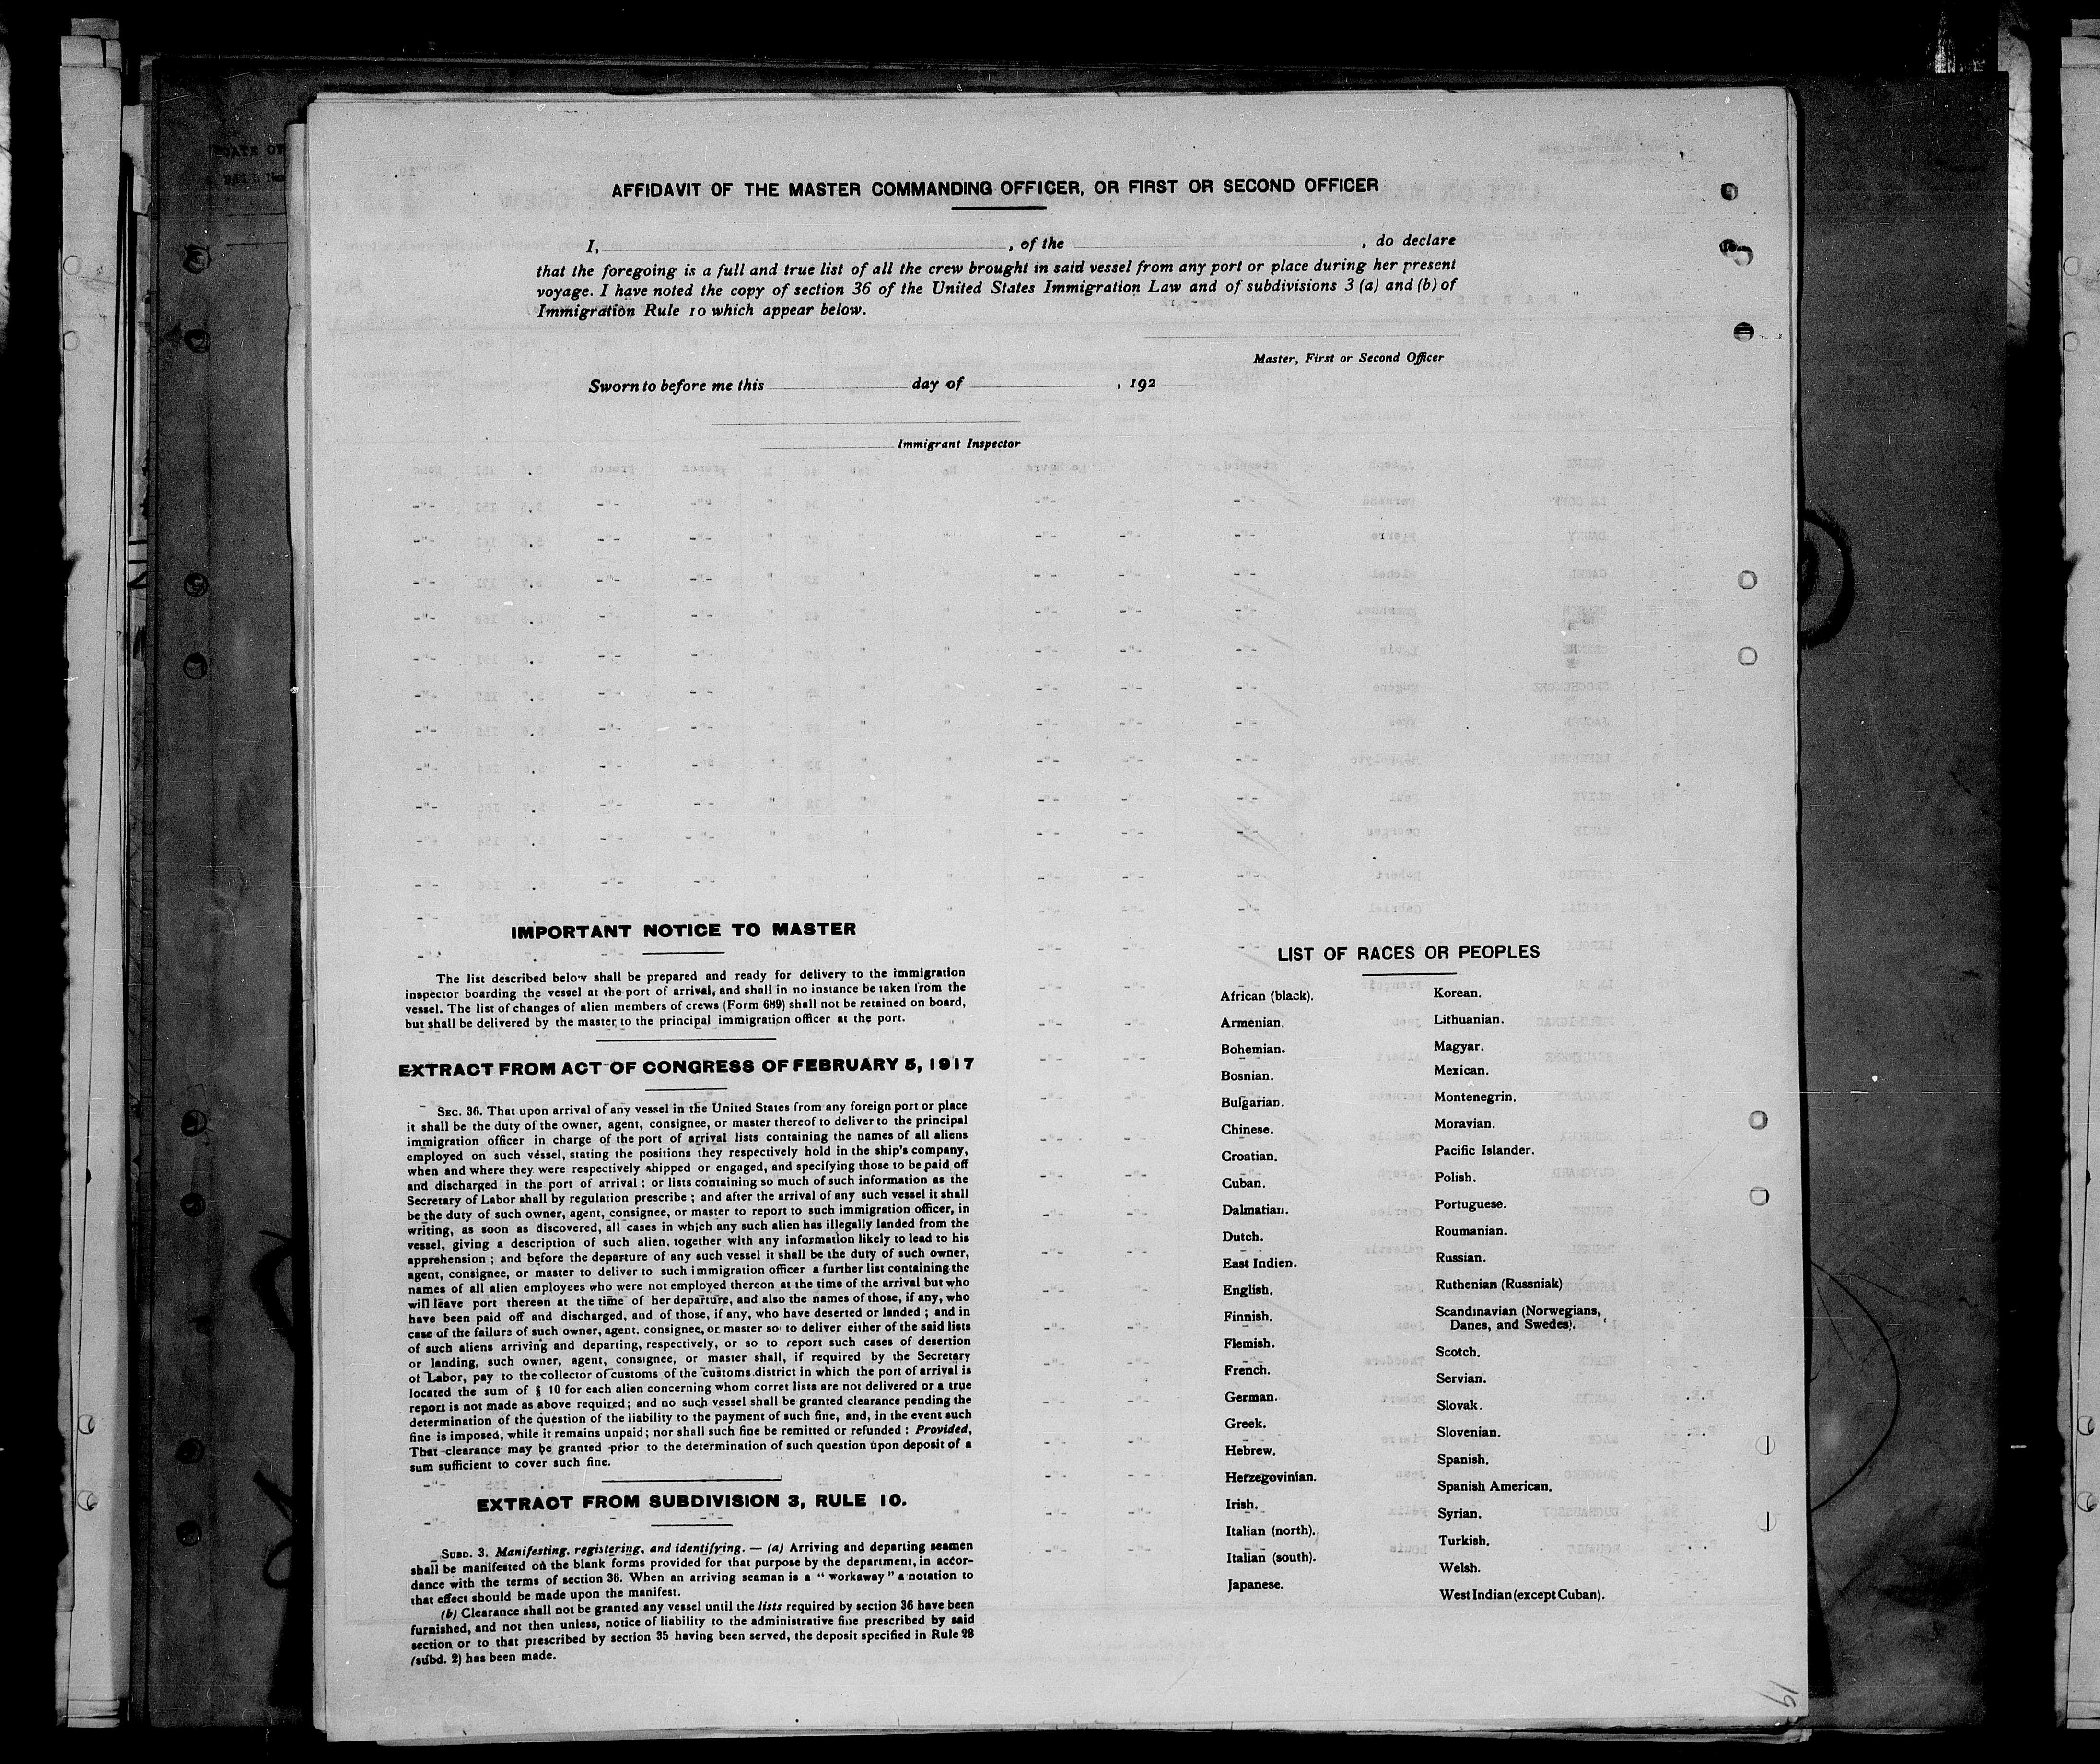 DATE OF
AFFIDAVIT OF THE MASTER COMMANDING OFFICER, OR FIRST OR SECOND OFFICER
I, , of the , do declare
that the foregoing is a full and true list of all the crew brought in said vessel from any port or place during her present
voyage. I have noted the copy of section 36 of the United States Immigration Law and of subdivisions 3 (a) and (b) of
Immigration Rule 10 which appear below.
Master, First or Second Officer
Sworn to before me this day of , 192
Immigrant Inspector
IMPORTANT NOTICE TO MASTER
The list described below shall be prepared and ready for delivery to the immigration
inspector boarding the vessel at the port of arrival, and shall in no instance be taken from the
vessel. The list of changes of alien members of crews (Form 689) shall not be retained on board,
but shall be delivered by the master to the principal immigration officer at the port.
EXTRACT FROM ACT OF CONGRESS OF FEBRUARY 5, 1917
SEC. 36. That upon arrival of any vessel in the United States from any foreign port or place
it shall be the duty of the owner, agent, consignee, or master thereof to deliver to the principal
immigration officer in charge of the port of arrival lists containing the names of all aliens
employed on such vessel, stating the positions they respectively hold in the ship's company,
when and where they were respectively shipped or engaged, and specifying those to be paid off
and discharged in the port of arrival : or lists containing so much of such information as the
Secretary of Labor shall by regulation prescribe ; and after the arrival of any such vessel it shall
be the duty of such owner, agent, consignee, or master to report to such immigration officer, in
writing, as soon as discovered, all cases in which any such alien has illegally landed from the
vessel, giving a description of such alien, together with any information likely to lead to his
apprehension ; and before the departure of any such vessel it shall be the duty of such owner,
agent, consignee, or master to deliver to such immigration officer a further list containing the
names of all alien employees who were not employed thereon at the time of the arrival but who
will leave port thereon at the time of her departure, and also the names of those, if any, who
have been paid off and discharged, and of those, if any, who have deserted or landed ; and in
case of the failure of such owner, agent, consignee, or master so to deliver either of the said lists
of such aliens arriving and departing, respectively, or so to report such cases of desertion
or landing, such owner, agent, consignee, or master shall, if required by the Secretary
of Labor, pay to the collector of customs of the customs district in which the port of arrival is
located the sum of § 10 for each alien concerning whom corret lists are not delivered or a true
report is not made as above required; and no such vessel shall be granted clearance pending the
determination of the question of the liability to the payment of such fine, and, in the event such
fine is imposed, while it remains unpaid; nor shall such fine be remitted or refunded : Provided,
That clearance may be granted prior to the determination of such question upon deposit of a
sum sufficient to cover such fine.
EXTRACT FROM SUBDIVISION 3, RULE 10.
SUBD. 3. Manifesting, registering, and identifying. — (a) Arriving and departing seamen
shall be manifested on the blank forms provided for that purpose by the department, in accor-
dance with the terms of section 36. When an arriving seaman is a " workaway " a notation to
that effect should be made upon the manifest.
(b) Clearance shall not be granted any vessel until the lists required by section 36 have been
furnished, and not then unless, notice of liability to the administrative fine prescribed by said
section or to that prescribed by section 35 having been served, the deposit specified in Rule 28
(subd. 2) has been made.
LIST OF RACES OR PEOPLES
African (black).
Armenian.
Bohemian.
Bosnian.
Bulgarian.
Chinese.
Croatian.
Cuban.
Dalmatian.
Dutch.
East Indien.
English.
Finnish.
Flemish.
French.
German.
Greek.
Hebrew.
Herzegovinian.
Irish.
Italian (north).
Italian (south).
Japanese.
Korean.
Lithuanian.
Magyar.
Mexican.
Montenegrin.
Moravian.
Pacific Islander.
Polish.
Portuguese.
Roumanian.
Russian.
Ruthenian (Russniak)
Scandinavian (Norwegians,
Danes, and Swedes).
Scotch.
Servian.
Slovak.
Slovenian.
Spanish.
Spanish American.
Syrian.
Turkish.
Welsh.
West Indian (except Cuban).